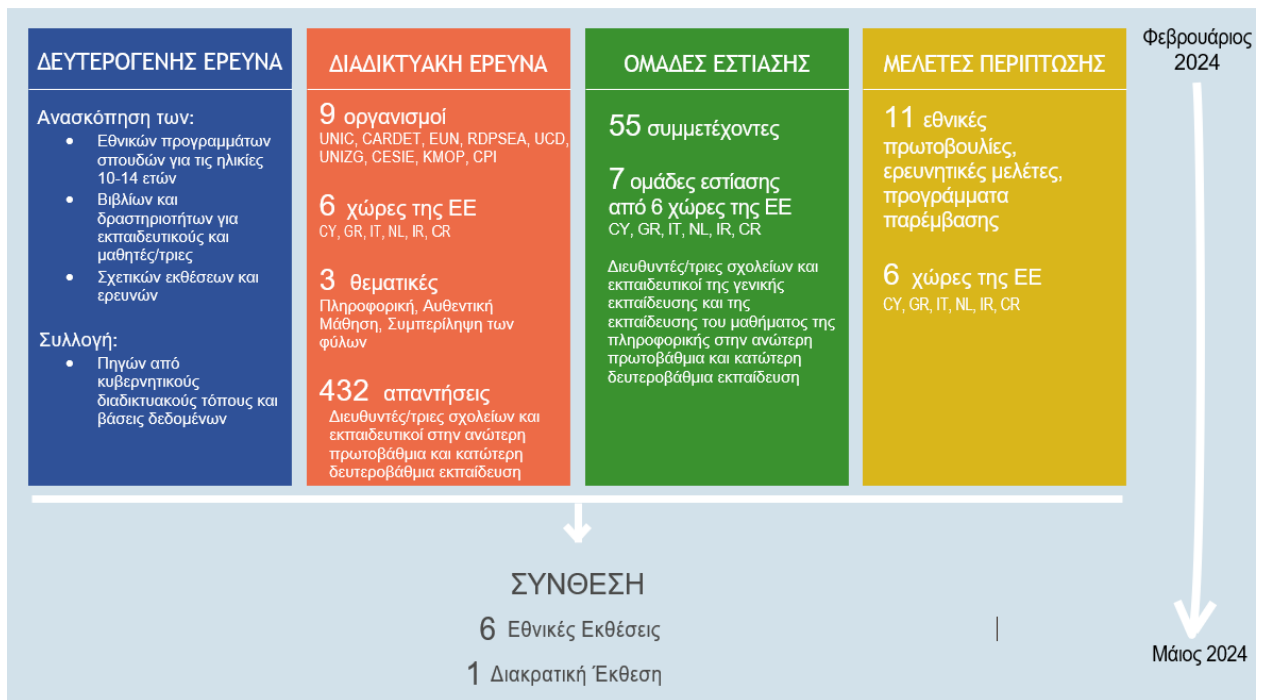 ΔΕΥΤΕΡΟΓΕΝΗΣ ΕΡΕΥΝΑ
Ανασκόπηση των:
• Εθνικών προγραμμάτων
σπουδών για τις ηλικίες
10-14 ετών
• Βιβλίων και
δραστηριοτήτων για
εκπαιδευτικούς και
μαθητές/τριες
• Σχετικών εκθέσεων και
ερευνών
Συλλογή:
• Πηγών από
κυβερνητικούς
διαδικτυακούς τόπους και
βάσεις δεδομένων
ΔΙΑΔΙΚΤΥΑΚΗ ΕΡΕΥΝΑ
9 οργανισμοί
UNIC, CARDET, EUN, RDPSEA, UCD,
UNIZG, CESIE, KMOP, CPI
6 χώρες της ΕΕ
CY, GR, IT, NL, IR, CR
3 θεματικές
Πληροφορική, Αυθεντική
Μάθηση, Συμπερίληψη των
φύλων
432 απαντήσεις
Διευθυντές/τριες σχολείων και
εκπαιδευτικοί στην ανώτερη
πρωτοβάθμια και κατώτερη
δευτεροβάθμια εκπαίδευση
ΟΜΑΔΕΣ ΕΣΤΙΑΣΗΣ
55 συμμετέχοντες
7 ομάδες εστίασης
από 6 χώρες της ΕΕ
CY, GR, IT, NL, IR, CR
Διευθυντές/τριες σχολείων και
εκπαιδευτικοί της γενικής
εκπαίδευσης και της
εκπαίδευσης του μαθήματος της
πληροφορικής στην ανώτερη
πρωτοβάθμια και κατώτερη
δευτεροβάθμια εκπαίδευση
ΜΕΛΕΤΕΣ ΠΕΡΙΠΤΩΣΗΣ
11 εθνικές
πρωτοβουλίες,
ερευνητικές μελέτες,
προγράμματα
παρέμβασης
6 χώρες της ΕΕ
CY, GR, IT, NL, IR, CR
Φεβρουάριος
2024
Μάιος 2024
ΣΥΝΘΕΣΗ
6 Εθνικές Εκθέσεις
1 Διακρατική Έκθεση